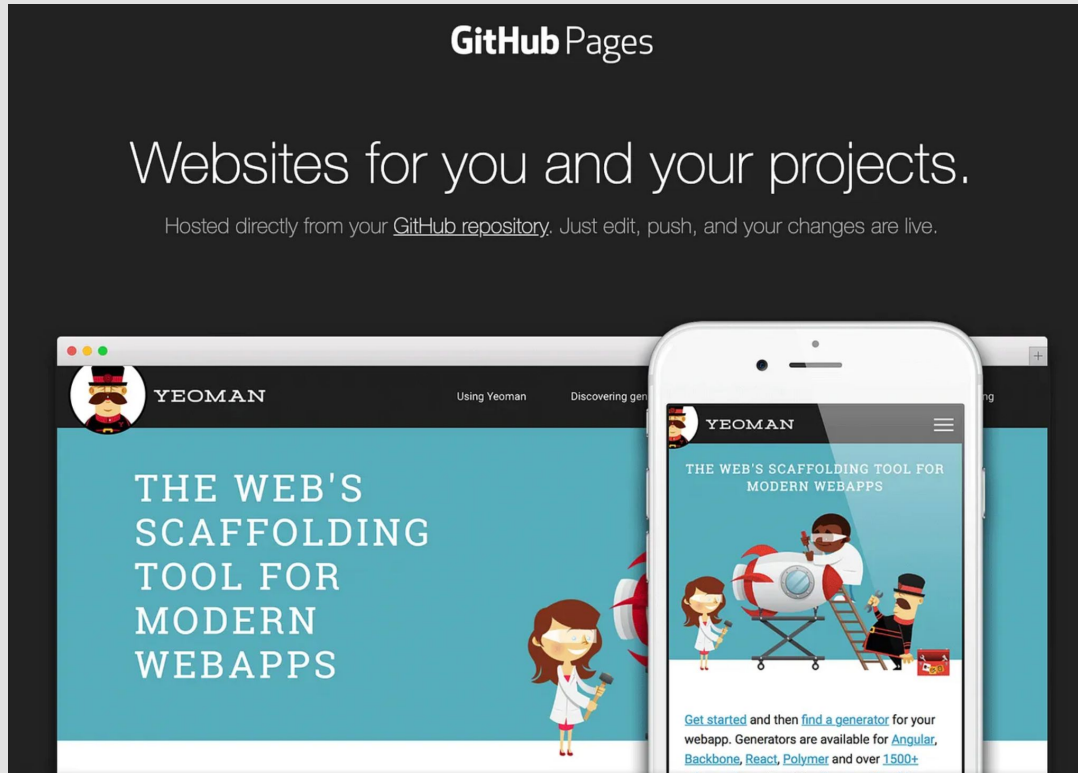 GitHub Pages
Websites for you and your projects.
Hosted directly from your GitHub repository. Just edit, push, and your changes are live.
YEOMAN
Using Yeoman
Discovering gen
ng
THE WEB'S
SCAFFOLDING
TOOL FOR
MODERN
WEBAPPS
YEOMAN
THE WEB'S SCAFFOLDING TOOL FOR
MODERN WEBAPPS
Get started and then find a generator for your
webapp. Generators are available for Angular,
Backbone, React, Polymer and over 1500+